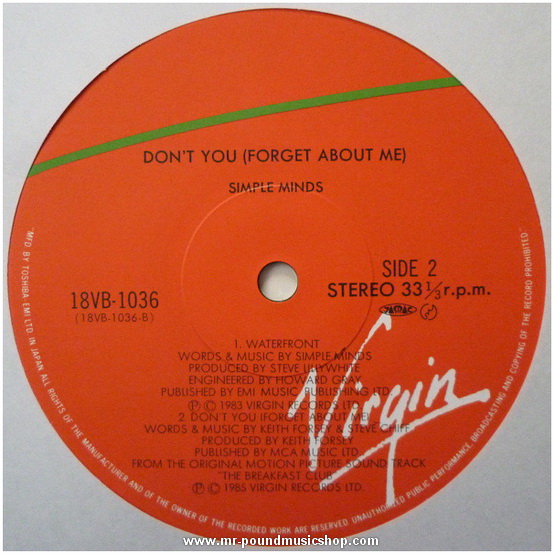 DON'T YOU (FORGET ABOUT ME)
SIMPLE MINDS
18VB-1036
(18VB-1036-B)
SIDE 2
STEREO 33 1/3 r.p.m.
1. WATERFRONT
WORDS & MUSIC BY SIMPLE MINDS
PRODUCED BY STEVE LILLYWHITE
ENGINEERED BY HOWARD GRAY
PUBLISHED BY EMI MUSIC PUBLISHING LTD.
Ⓟ © 1983 VIRGIN RECORDS LTD.
2. DON'T YOU (FORGET ABOUT ME)
WORDS & MUSIC BY KEITH FORSEY & STEVE CHIFF
PRODUCED BY KEITH FORSEY
PUBLISHED BY MCA MUSIC LTD.
FROM THE ORIGINAL MOTION PICTURE SOUND TRACK
"THE BREAKFAST CLUB"
Ⓟ © 1985 VIRGIN RECORDS LTD.
Virgin
"MFD BY TOSHIBA EMI LTD IN JAPAN ALL RIGHTS OF THE MANUFACTURER AND OF THE OWNER OF THE RECORDED WORK ARE RESERVED. UNAUTHORISED PUBLIC PERFORMANCE, BROADCASTING AND COPYING OF THE RECORD PROHIBITED"
www.mr-poundmusicshop.com